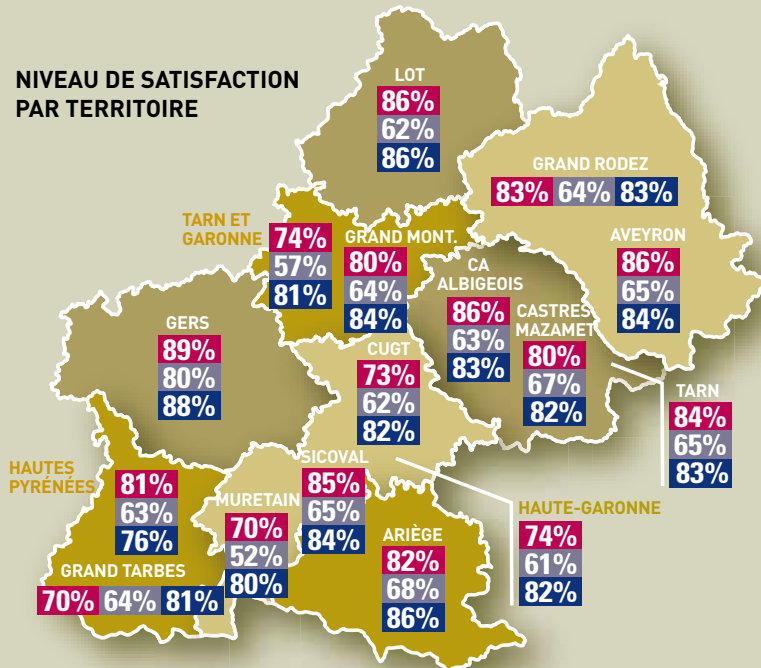 NIVEAU DE SATISFACTION
PAR TERRITOIRE
LOT
86%
62%
86%
GRAND RODEZ
83% 64% 83%
AVEYRON
86%
65%
84%
TARN ET
GARONNE
74%
57%
81%
GRAND MONT.
80%
64%
84%
CA
ALBIGEOIS
86%
63%
83%
CASTRES
MAZAMET
80%
67%
82%
TARN
84%
65%
83%
GERS
89%
80%
88%
CUGT
73%
62%
82%
SICOVAL
85%
65%
84%
HAUTES
PYRÉNÉES
81%
63%
76%
GRAND TARBES
70% 64% 81%
MURETAIN
70%
52%
80%
ARIÈGE
82%
68%
86%
HAUTE-GARONNE
74%
61%
82%